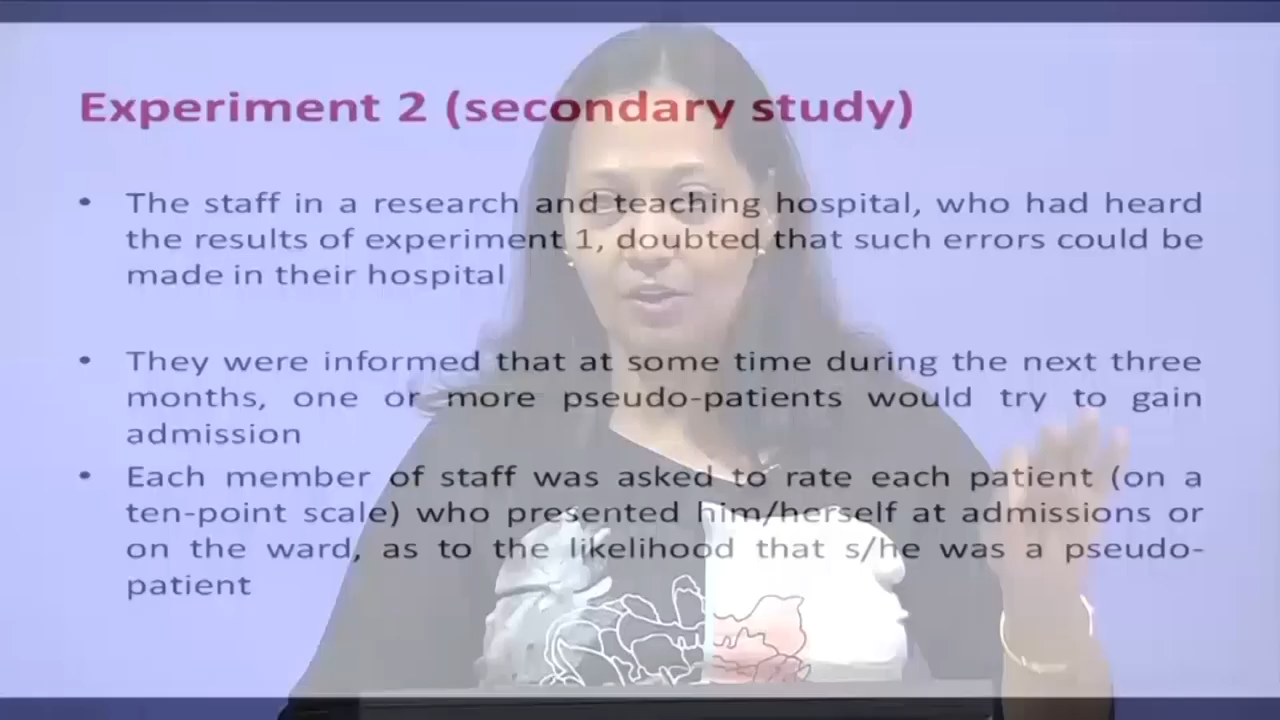 Experiment 2 (secondary study)
• The staff in a research and teaching hospital, who had heard
the results of experiment 1, doubted that such errors could be
made in their hospital
• They were informed that at some time during the next three
months, one or more pseudo-patients would try to gain
admission
• Each member of staff was asked to rate each patient (on a
ten-point scale) who presented him/herself at admissions or
on the ward, as to the likelihood that s/he was a pseudo-
patient